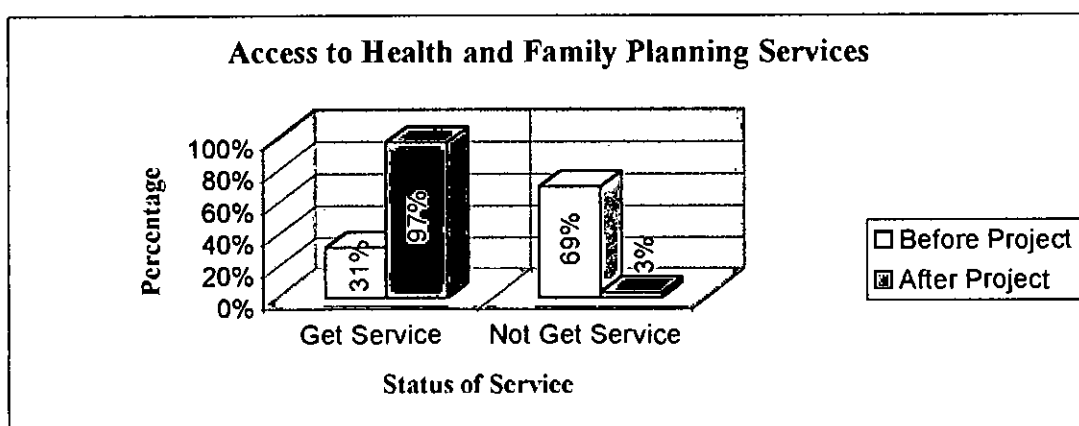 Access to Health and Family Planning Services
Percentage
100%
80%
60%
40%
20%
0%
31%
97%
69%
3%
Get Service
Not Get Service
Status of Service
Before Project
After Project